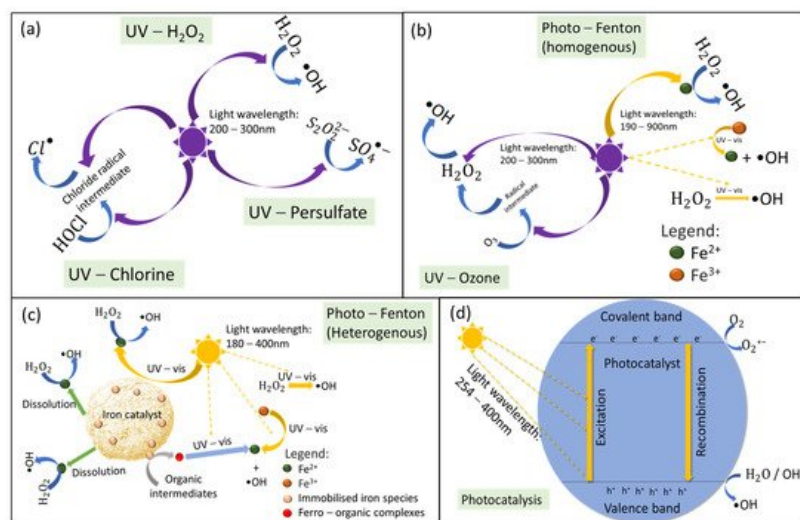 (a)
UV – H₂O₂
H₂O₂
•OH
Light wavelength:
200 – 300nm
S₂O₂²⁻
SO₄•⁻
Cl•
Chloride radical
intermediate
HOCl
UV – Persulfate
UV – Chlorine
(b)
Photo – Fenton
(homogenous)
H₂O₂
•OH
Light wavelength:
190 – 900nm
•OH
Light wavelength:
200 – 300nm
UV – vis
+ •OH
H₂O₂
Radical
intermediate
O₃
UV – vis
H₂O₂
•OH
Legend:
Fe²⁺
Fe³⁺
UV – Ozone
(c)
Photo – Fenton
(Heterogenous)
H₂O₂
•OH
Light wavelength:
180 – 400nm
H₂O₂
•OH
UV – vis
UV – vis
H₂O₂
•OH
Dissolution
Iron catalyst
UV – vis
UV – vis
•OH
H₂O₂
Dissolution
Organic
intermediates
+
•OH
Legend:
Fe²⁺
Fe³⁺
Immobilised iron species
Ferro – organic complexes
(d)
Covalent band
e⁻ e⁻ e⁻ e⁻ e⁻ e⁻
O₂
O₂•⁻
Photocatalyst
Light wavelength:
254 – 400nm
Excitation
Recombination
h⁺ h⁺ h⁺ h⁺ h⁺ h⁺
Valence band
H₂O / OH
•OH
Photocatalysis